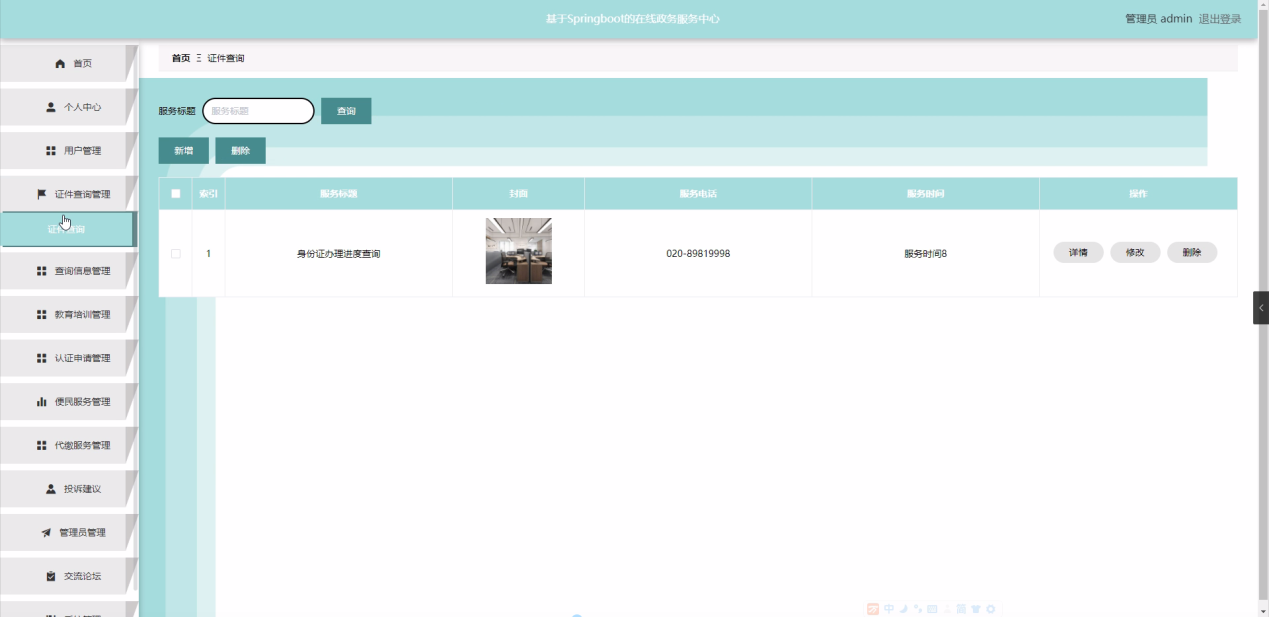 基于Springboot的在线政务服务中心
管理员 admin 退出登录
首页
个人中心
用户管理
证件查询管理
证件查询
查询信息管理
教育培训管理
认证申请管理
便民服务管理
代缴服务管理
投诉建议
管理员管理
交流论坛
首页 Ξ 证件查询
服务标题 服务标题 查询
新增 删除
索引 服务标题 封面 服务电话 服务时间 操作
1 身份证办理进度查询 020-89819998 服务时间8 详情 修改 删除
中